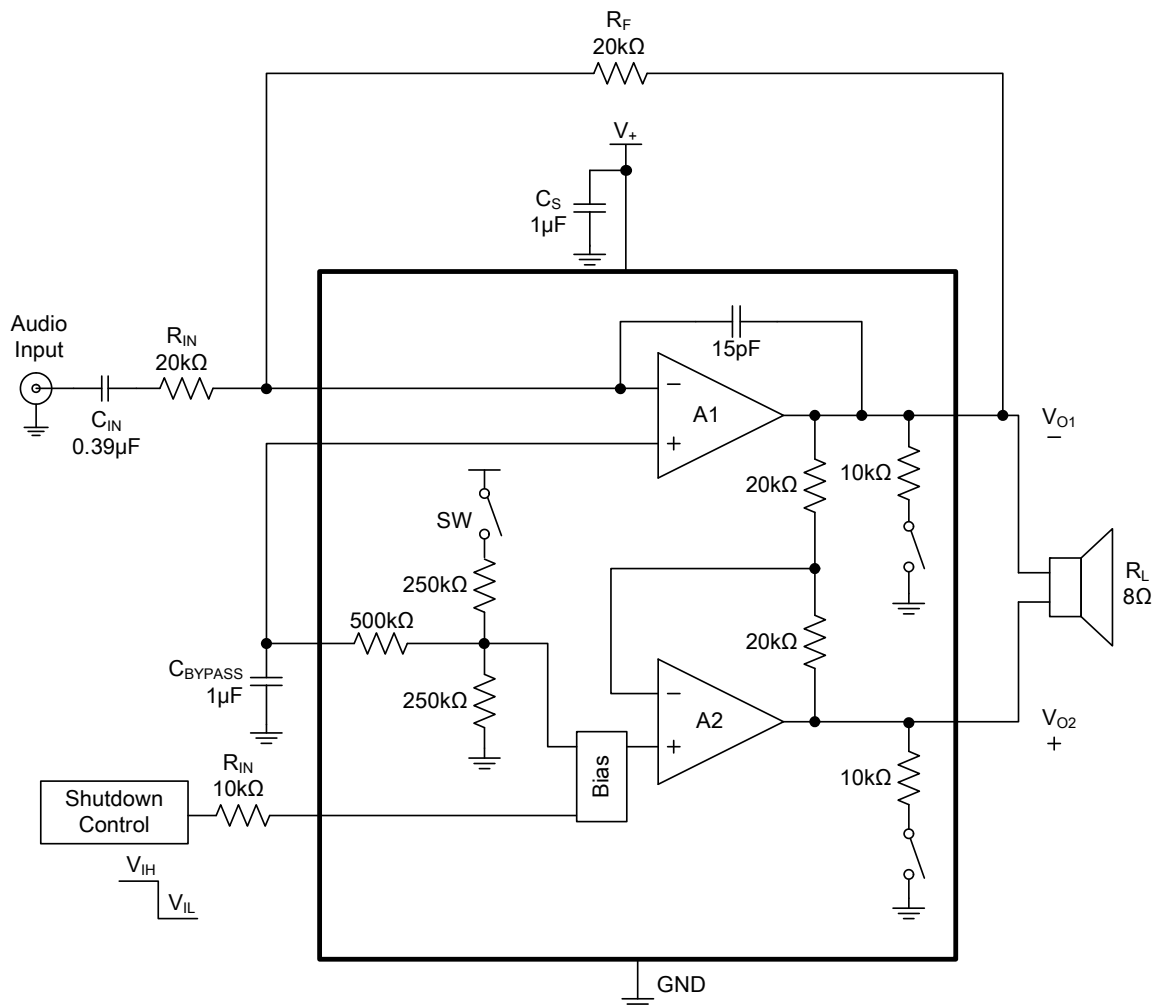 R_F
20kΩ
V_+
C_S
1µF
Audio
Input
R_IN
20kΩ
C_IN
0.39µF
15pF
−
A1
+
V_O1
−
20kΩ
10kΩ
SW
250kΩ
500kΩ
R_L
8Ω
20kΩ
C_BYPASS
1µF
250kΩ
−
A2
+
V_O2
+
Bias
10kΩ
R_IN
10kΩ
Shutdown
Control
V_IH
V_IL
GND